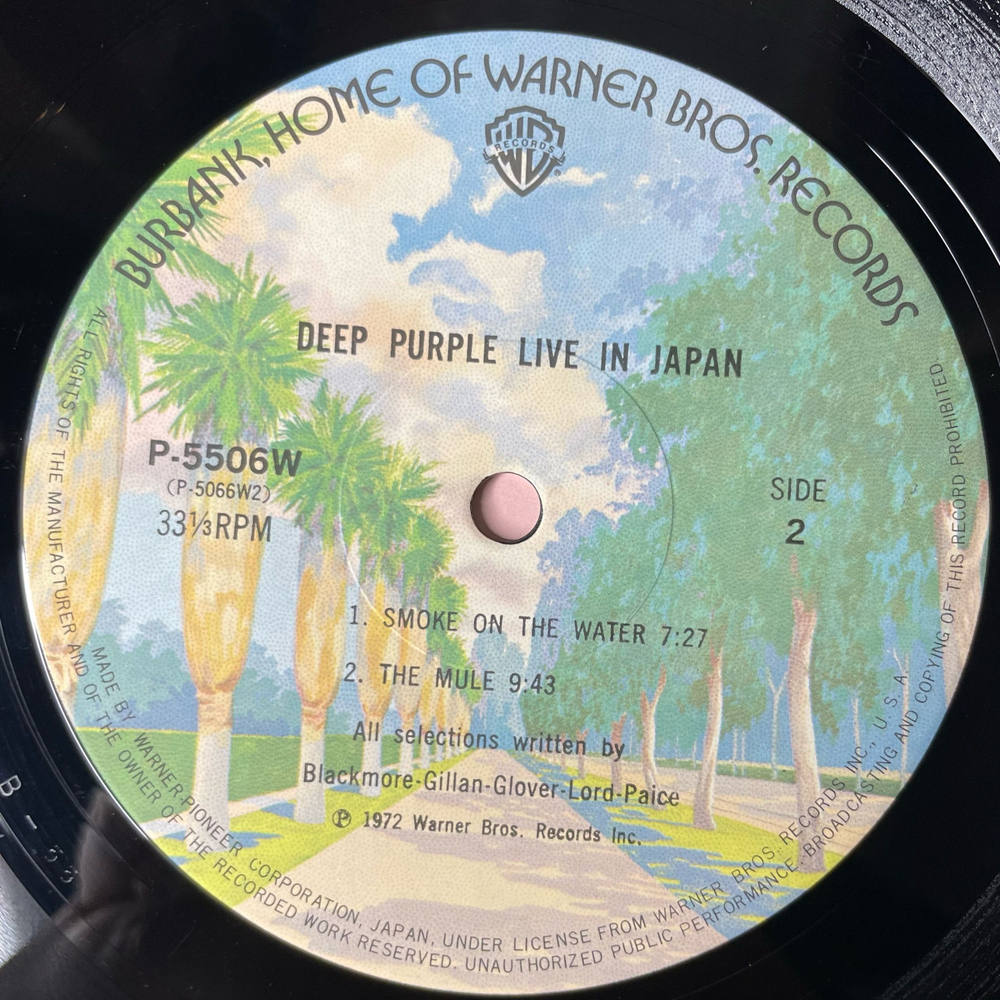 BURBANK, HOME OF WARNER BROS. RECORDS
RECORDS
DEEP PURPLE LIVE IN JAPAN
P-5506W
(P-5066W2)
33⅓RPM
SIDE
2
1. SMOKE ON THE WATER 7:27
2. THE MULE 9:43
All selections written by
Blackmore-Gillan-Glover-Lord-Paice
℗ 1972 Warner Bros. Records Inc.
MADE BY WARNER-PIONEER CORPORATION, JAPAN, UNDER LICENSE FROM WARNER BROS. RECORDS INC., U.S.A.
ALL RIGHTS OF THE MANUFACTURER AND OF THE OWNER OF THE RECORDED WORK RESERVED. UNAUTHORIZED PUBLIC PERFORMANCE. BROADCASTING AND COPYING OF THIS RECORD PROHIBITED